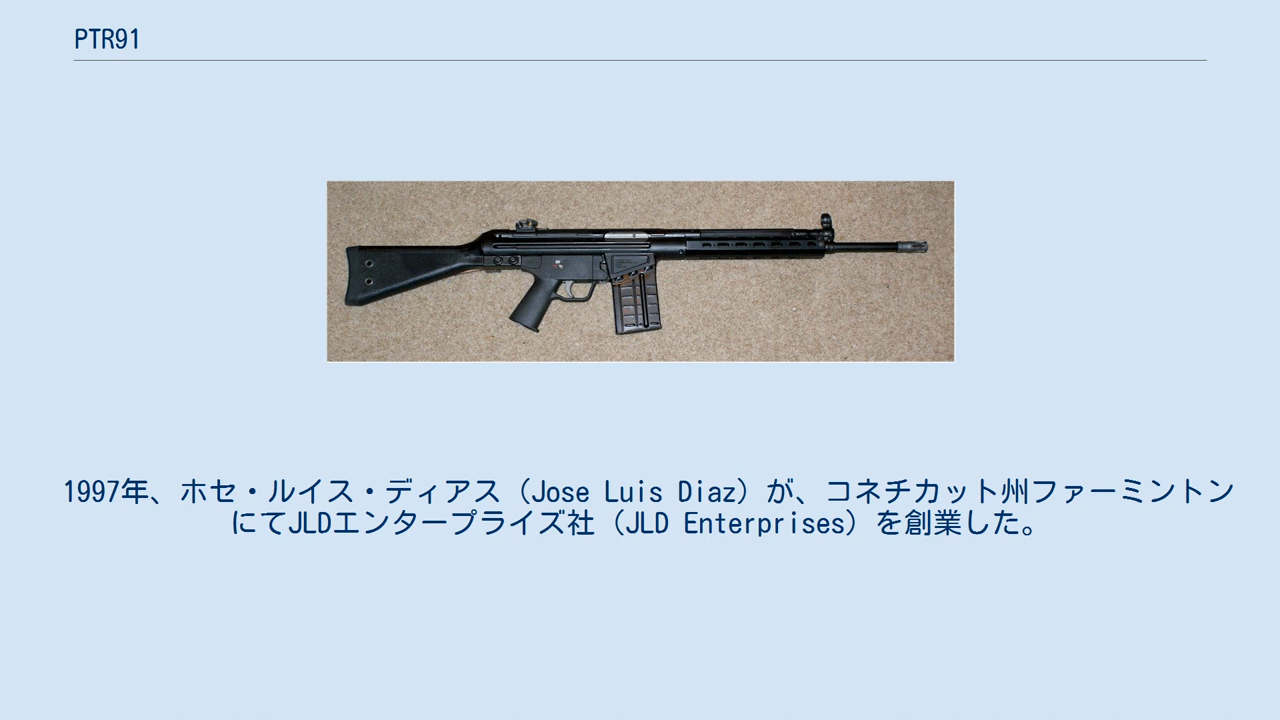 PTR91
1997年、ホセ・ルイス・ディアス（Jose Luis Diaz）が、コネチカット州ファーミントン
にてJLDエンタープライズ社（JLD Enterprises）を創業した。